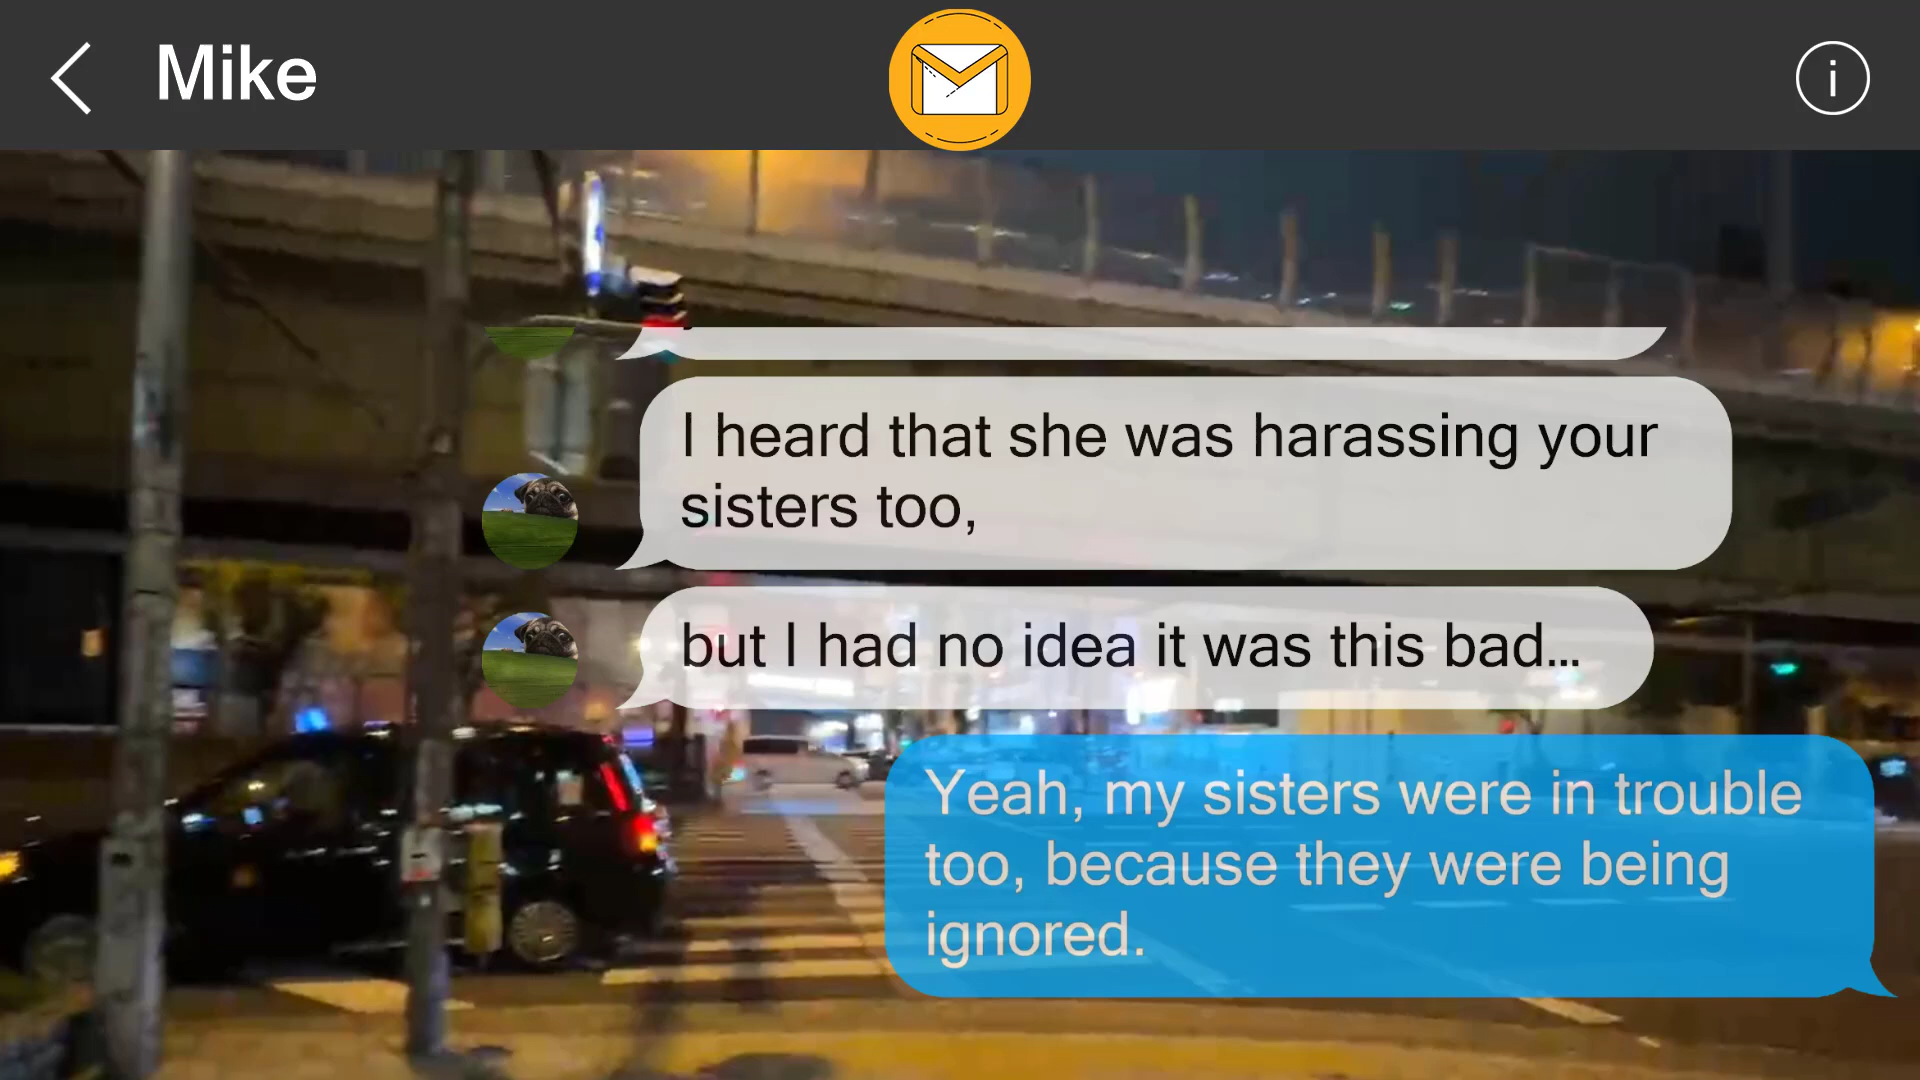 Mike
I heard that she was harassing your
sisters too,
but I had no idea it was this bad...
Yeah, my sisters were in trouble
too, because they were being
ignored.